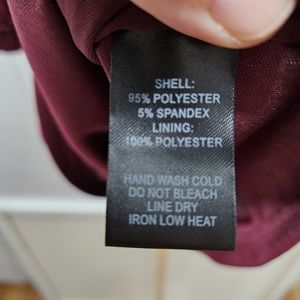 SHELL:
95% POLYESTER
5% SPANDEX
LINING:
100% POLYESTER
HAND WASH COLD
DO NOT BLEACH
LINE DRY
IRON LOW HEAT